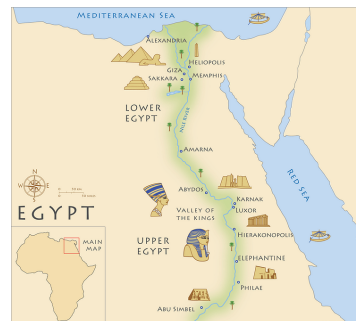 MEDITERRANEAN SEA
ALEXANDRIA
HELIOPOLIS
GIZA
SAKKARA
MEMPHIS
LOWER
EGYPT
NILE RIVER
AMARNA
RED SEA
N
W
E
S
ABYDOS
KARNAK
LUXOR
VALLEY OF
THE KINGS
EGYPT
HIERAKONOPOLIS
UPPER
EGYPT
MAIN
MAP
ELEPHANTINE
PHILAE
ABU SIMBEL